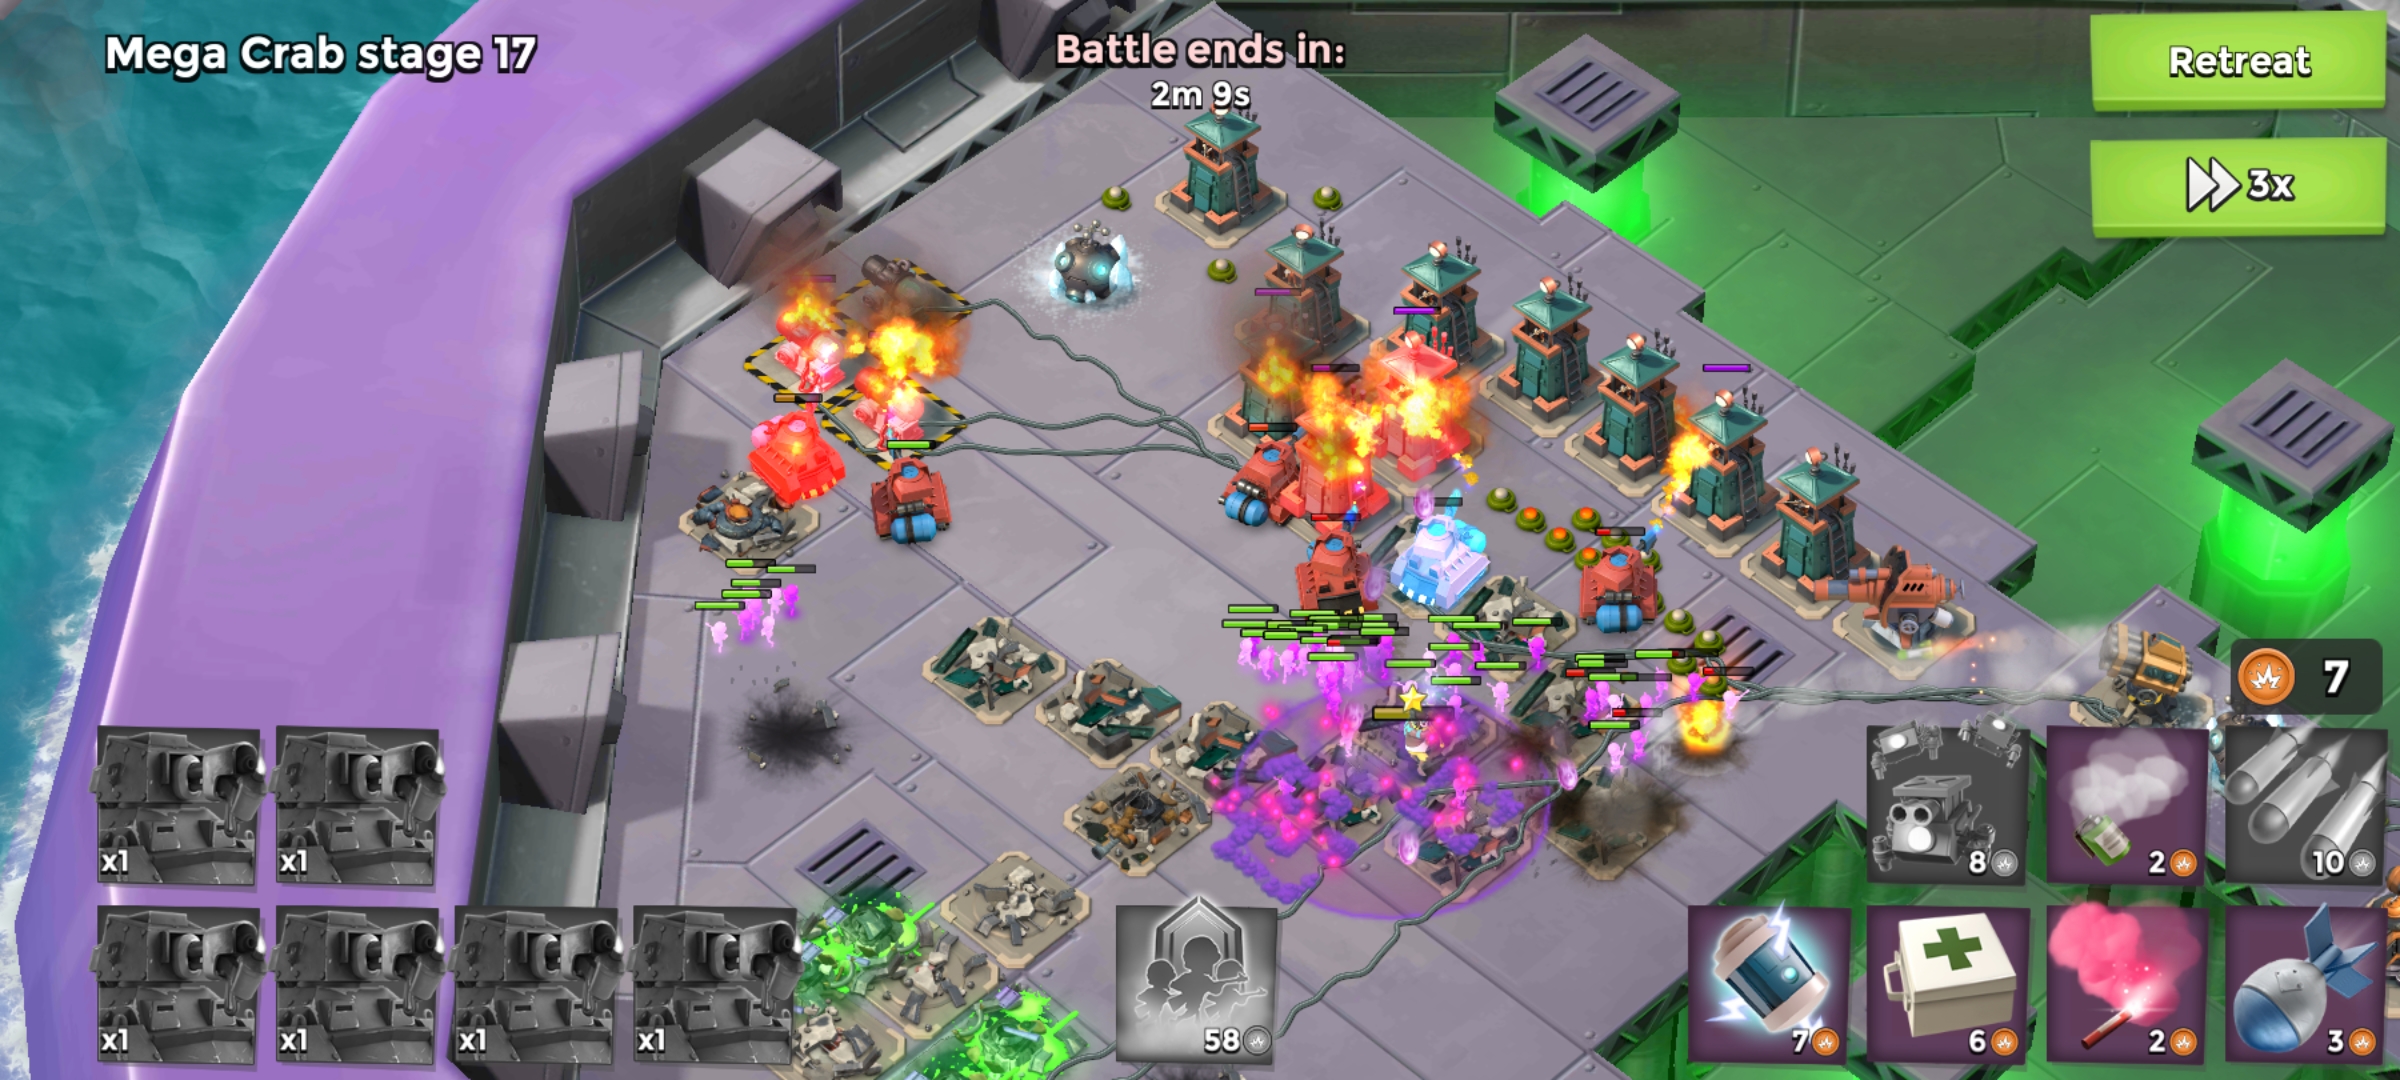 Mega Crab stage 17
Battle ends in:
2m 9s
Retreat
3x
7
8
2
10
x1
x1
x1
x1
x1
x1
58
7
6
2
3